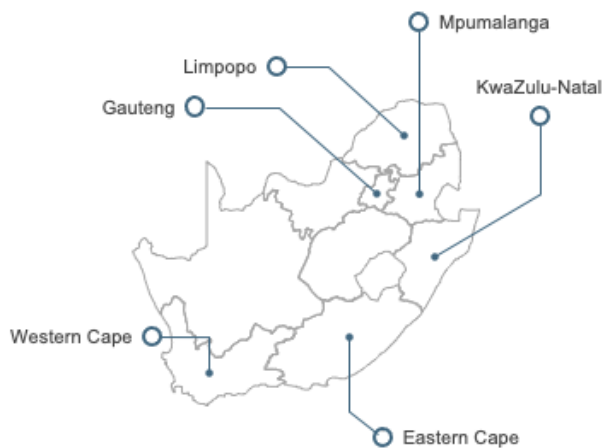 Mpumalanga
Limpopo
KwaZulu-Natal
Gauteng
Western Cape
Eastern Cape